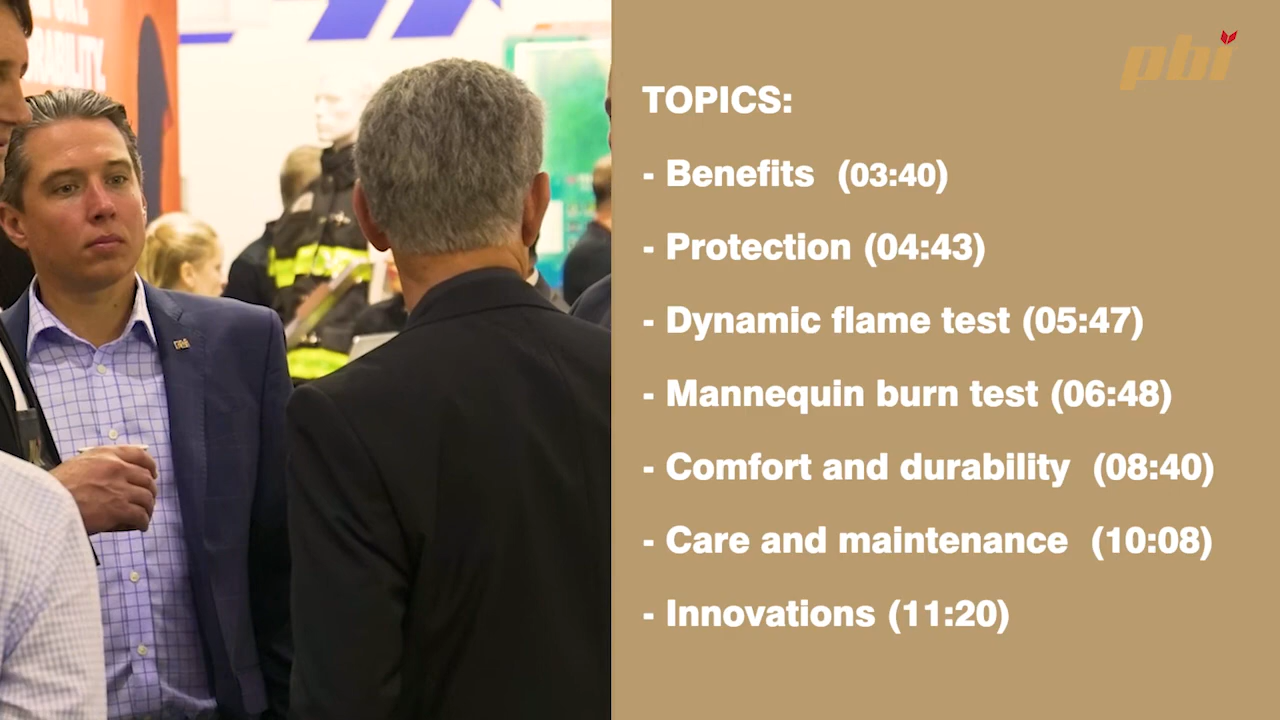 pbi
TOPICS:
- Benefits (03:40)
- Protection (04:43)
- Dynamic flame test (05:47)
- Mannequin burn test (06:48)
- Comfort and durability (08:40)
- Care and maintenance (10:08)
- Innovations (11:20)